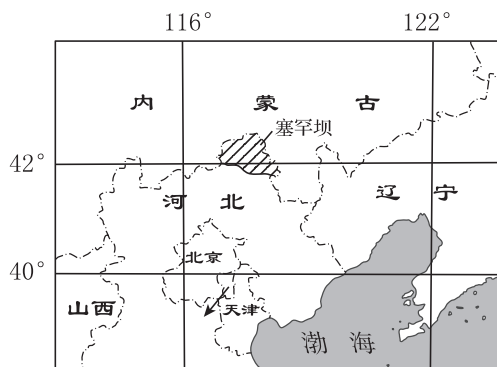 116° 122°
内 蒙 古
塞罕坝
42°
河 北 辽 宁
北京
40°
山西 天津
渤 海